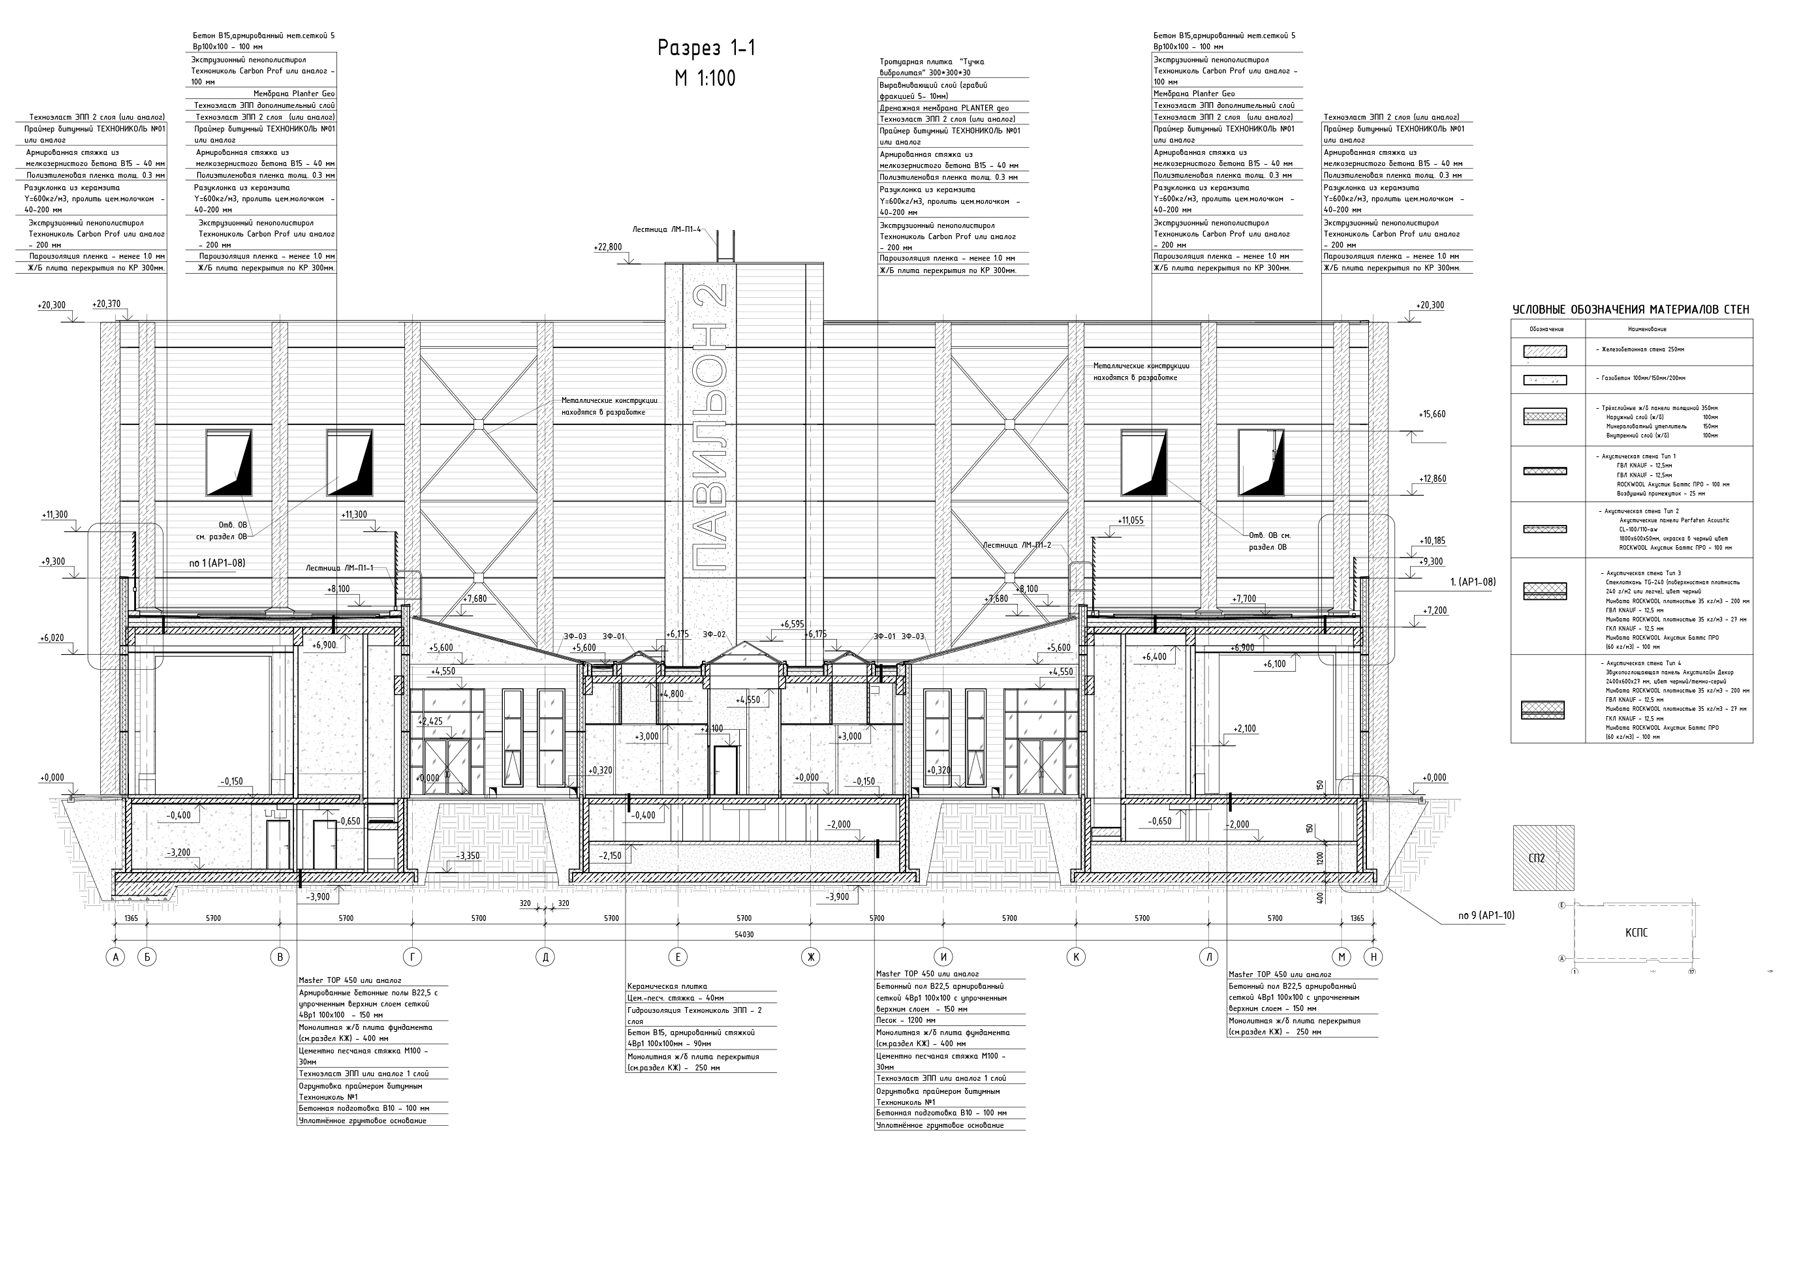 Разрез 1-1
М 1:100
Техноэласт ЭПП 2 слоя (или аналог)
Праймер битумный ТЕХНОНИКОЛЬ №01
или аналог
Армированная стяжка из
мелкозернистого бетона В15 - 40 мм
Полиэтиленовая пленка толщ. 0.3 мм
Разуклонка из керамзита
Y=600кг/м3, пролить цем.молочком -
40-200 мм
Экструзионный пенополистирол
Технониколь Carbon Prof или аналог
- 200 мм
Пароизоляция пленка - менее 1.0 мм
Ж/Б плита перекрытия по КР 300мм.
Бетон В15,армированный мет.сеткой 5
Вр100х100 - 100 мм
Экструзионный пенополистирол
Технониколь Carbon Prof или аналог -
100 мм
Мембрана Planter Geo
Техноэласт ЭПП дополнительный слой
Техноэласт ЭПП 2 слоя (или аналог)
Праймер битумный ТЕХНОНИКОЛЬ №01
или аналог
Армированная стяжка из
мелкозернистого бетона В15 - 40 мм
Полиэтиленовая пленка толщ. 0.3 мм
Разуклонка из керамзита
Y=600кг/м3, пролить цем.молочком -
40-200 мм
Экструзионный пенополистирол
Технониколь Carbon Prof или аналог
- 200 мм
Пароизоляция пленка - менее 1.0 мм
Ж/Б плита перекрытия по КР 300мм.
Тротуарная плитка "Тучка
вибролитая" 300*300*30
Выравнивающий слой (гравий
фракцией 5- 10мм)
Дренажная мембрана PLANTER geo
Техноэласт ЭПП 2 слоя (или аналог)
Праймер битумный ТЕХНОНИКОЛЬ №01
или аналог
Армированная стяжка из
мелкозернистого бетона В15 - 40 мм
Полиэтиленовая пленка толщ. 0.3 мм
Разуклонка из керамзита
Y=600кг/м3, пролить цем.молочком -
40-200 мм
Экструзионный пенополистирол
Технониколь Carbon Prof или аналог
- 200 мм
Пароизоляция пленка - менее 1.0 мм
Ж/Б плита перекрытия по КР 300мм.
Бетон В15,армированный мет.сеткой 5
Вр100х100 - 100 мм
Экструзионный пенополистирол
Технониколь Carbon Prof или аналог -
100 мм
Мембрана Planter Geo
Техноэласт ЭПП дополнительный слой
Техноэласт ЭПП 2 слоя (или аналог)
Праймер битумный ТЕХНОНИКОЛЬ №01
или аналог
Армированная стяжка из
мелкозернистого бетона В15 - 40 мм
Полиэтиленовая пленка толщ. 0.3 мм
Разуклонка из керамзита
Y=600кг/м3, пролить цем.молочком -
40-200 мм
Экструзионный пенополистирол
Технониколь Carbon Prof или аналог
- 200 мм
Пароизоляция пленка - менее 1.0 мм
Ж/Б плита перекрытия по КР 300мм.
Техноэласт ЭПП 2 слоя (или аналог)
Праймер битумный ТЕХНОНИКОЛЬ №01
или аналог
Армированная стяжка из
мелкозернистого бетона В15 - 40 мм
Полиэтиленовая пленка толщ. 0.3 мм
Разуклонка из керамзита
Y=600кг/м3, пролить цем.молочком -
40-200 мм
Экструзионный пенополистирол
Технониколь Carbon Prof или аналог
- 200 мм
Пароизоляция пленка - менее 1.0 мм
Ж/Б плита перекрытия по КР 300мм.
Лестница ЛМ-П1-4
+22,800
+20,300 +20,370 +20,300
ПАВИЛЬОН 2
Металлические конструкции
находятся в разработке
Металлические конструкции
находятся в разработке
+15,660
+12,860
+11,300 +11,300 +11,055
Отв. ОВ
см. раздел ОВ
Отв. ОВ см.
раздел ОВ
по 1 (АР1-08)
Лестница ЛМ-П1-1
Лестница ЛМ-П1-2
+10,185
+9,300 +9,300
1. (АР1-08)
+8,100 +7,680 +7,680 +8,100 +7,700 +7,200
+6,020 +6,900 +5,600 +4,550
ЗФ-03 ЗФ-01 ЗФ-02 ЗФ-01 ЗФ-03
+5,600 +6,175 +6,595 +6,175 +5,600
+4,800 +4,550 +4,550
+6,400 +6,900 +6,100
+2,425 +3,000 +2,100 +3,000 +2,100
+0,000 -0,150 +0,000 +0,320 +0,000 -0,150 +0,320 150 +0,000
-0,400 -0,650 -0,400 -2,000 -0,650 -2,000 150
-3,200 -3,350 -2,150 1200
-3,900 -3,900 400
по 9 (АР1-10)
320 320
1365 5700 5700 5700 5700 5700 5700 5700 5700 5700 1365
54030
А Б В Г Д Е Ж И К Л М Н
Master TOP 450 или аналог
Армированные бетонные полы В22,5 с
упрочненным верхним слоем сеткой
4Вр1 100х100 - 150 мм
Монолитная ж/б плита фундамента
(см.раздел КЖ) - 400 мм
Цементно песчаная стяжка М100 -
30мм
Техноэласт ЭПП или аналог 1 слой
Огрунтовка праймером битумным
Технониколь №1
Бетонная подготовка В10 - 100 мм
Уплотнённое грунтовое основание
Керамическая плитка
Цем.-песч. стяжка - 40мм
Гидроизоляция Технониколь ЭПП - 2
слоя
Бетон В15, армированный стяжкой
4Вр1 100х100мм - 90мм
Монолитная ж/б плита перекрытия
(см.раздел КЖ) - 250 мм
Master TOP 450 или аналог
Бетонный пол В22,5 армированный
сеткой 4Вр1 100х100 с упрочненным
верхним слоем - 150 мм
Песок - 1200 мм
Монолитная ж/б плита фундамента
(см.раздел КЖ) - 400 мм
Цементно песчаная стяжка М100 -
30мм
Техноэласт ЭПП или аналог 1 слой
Огрунтовка праймером битумным
Технониколь №1
Бетонная подготовка В10 - 100 мм
Уплотнённое грунтовое основание
Master TOP 450 или аналог
Бетонный пол В22,5 армированный
сеткой 4Вр1 100х100 с упрочненным
верхним слоем - 150 мм
Монолитная ж/б плита перекрытия
(см.раздел КЖ) - 250 мм
УСЛОВНЫЕ ОБОЗНАЧЕНИЯ МАТЕРИАЛОВ СТЕН
Обозначение Наименование
- Железобетонная стена 250мм
- Газобетон 100мм/150мм/200мм
- Трёхслойные ж/б панели толщиной 350мм
Наружный слой (ж/б) 100мм
Минераловатный утеплитель 150мм
Внутренний слой (ж/б) 100мм
- Акустическая стена Тип 1
ГВЛ KNAUF - 12,5мм
ГВЛ KNAUF - 12,5мм
ROCKWOOL Акустик Баттс ПРО - 100 мм
Воздушный промежуток - 25 мм
- Акустическая стена Тип 2
Акустические панели Perfaten Acoustic
CL-100/110-а.w
1800х600х50мм, окраска в черный цвет
ROCKWOOL Акустик Баттс ПРО - 100 мм
- Акустическая стена Тип 3
Стеклоткань TG-240 (поверхностная плотность
240 г/м2 или легче), цвет черный
Минвата ROCKWOOL плотностью 35 кг/м3 - 200 мм
ГВЛ KNAUF - 12,5 мм
Минвата ROCKWOOL плотностью 35 кг/м3 - 27 мм
ГКЛ KNAUF - 12,5 мм
Минвата ROCKWOOL Акустик Баттс ПРО
(60 кг/м3) - 100 мм
- Акустическая стена Тип 4
Звукопоглощающая панель Акустилайн Декор
2400х600х27 мм, цвет черный/темно-серый
Минвата ROCKWOOL плотностью 35 кг/м3 - 200 мм
ГВЛ KNAUF - 12,5 мм
Минвата ROCKWOOL плотностью 35 кг/м3 - 27 мм
ГКЛ KNAUF - 12,5 мм
Минвата ROCKWOOL Акустик Баттс ПРО
(60 кг/м3) - 100 мм
СП2
Е
КСПС
А
1 17